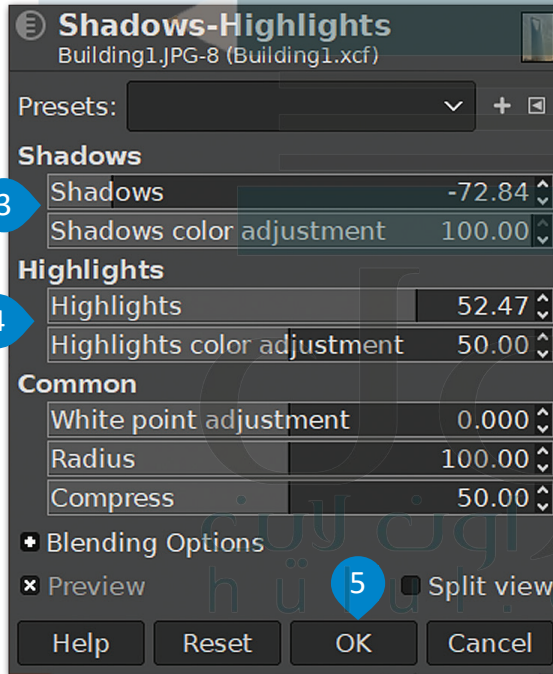 Shadows-Highlights
Building1.JPG-8 (Building1.xcf)
Presets:
Shadows
3
Shadows -72.84
Shadows color adjustment 100.00
Highlights
4
Highlights 52.47
Highlights color adjustment 50.00
Common
White point adjustment 0.000
Radius 100.00
Compress 50.00
Blending Options
Preview
5
Split view
Help Reset OK Cancel